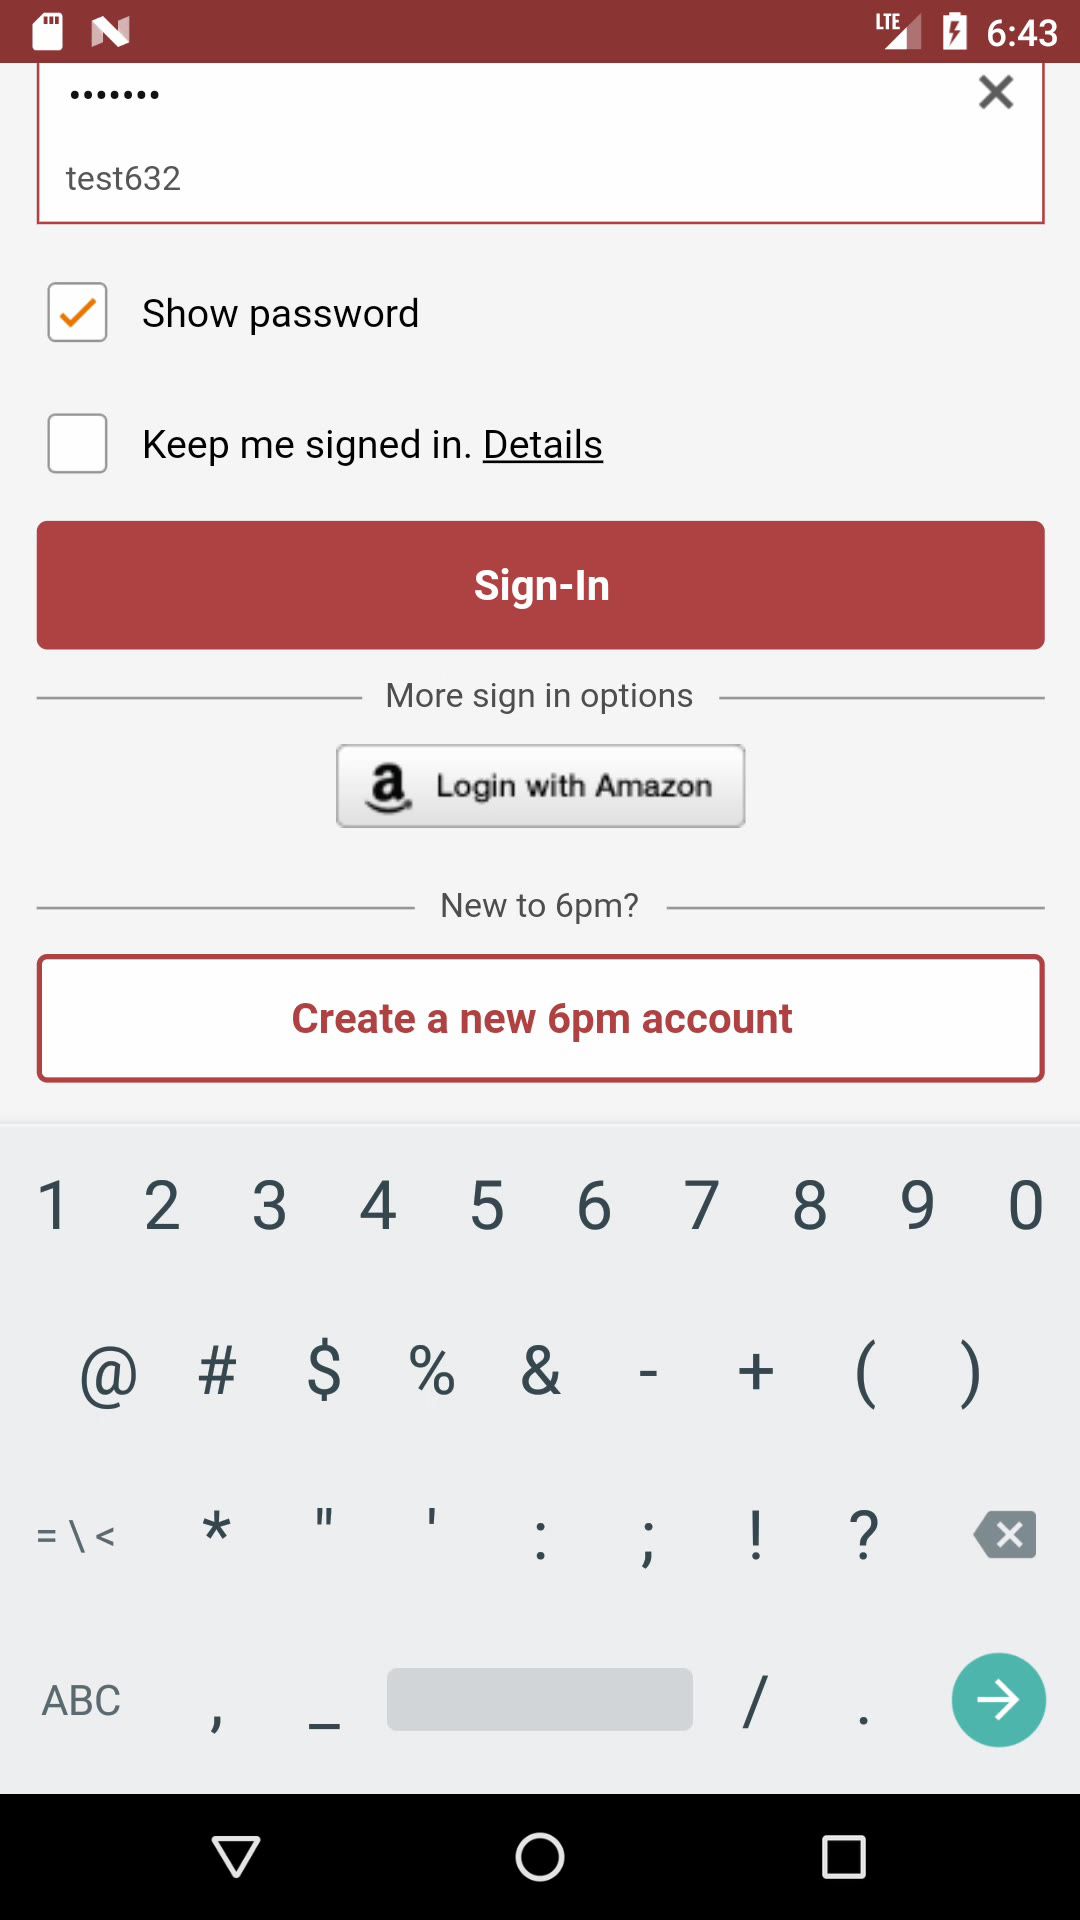 LTE 6:43
•••••••
test632
Show password
Keep me signed in. Details
Sign-In
More sign in options
a Login with Amazon
New to 6pm?
Create a new 6pm account
1 2 3 4 5 6 7 8 9 0
@ # $ % & - + ( )
= \ < * " ' : ; ! ?
ABC , _ / .